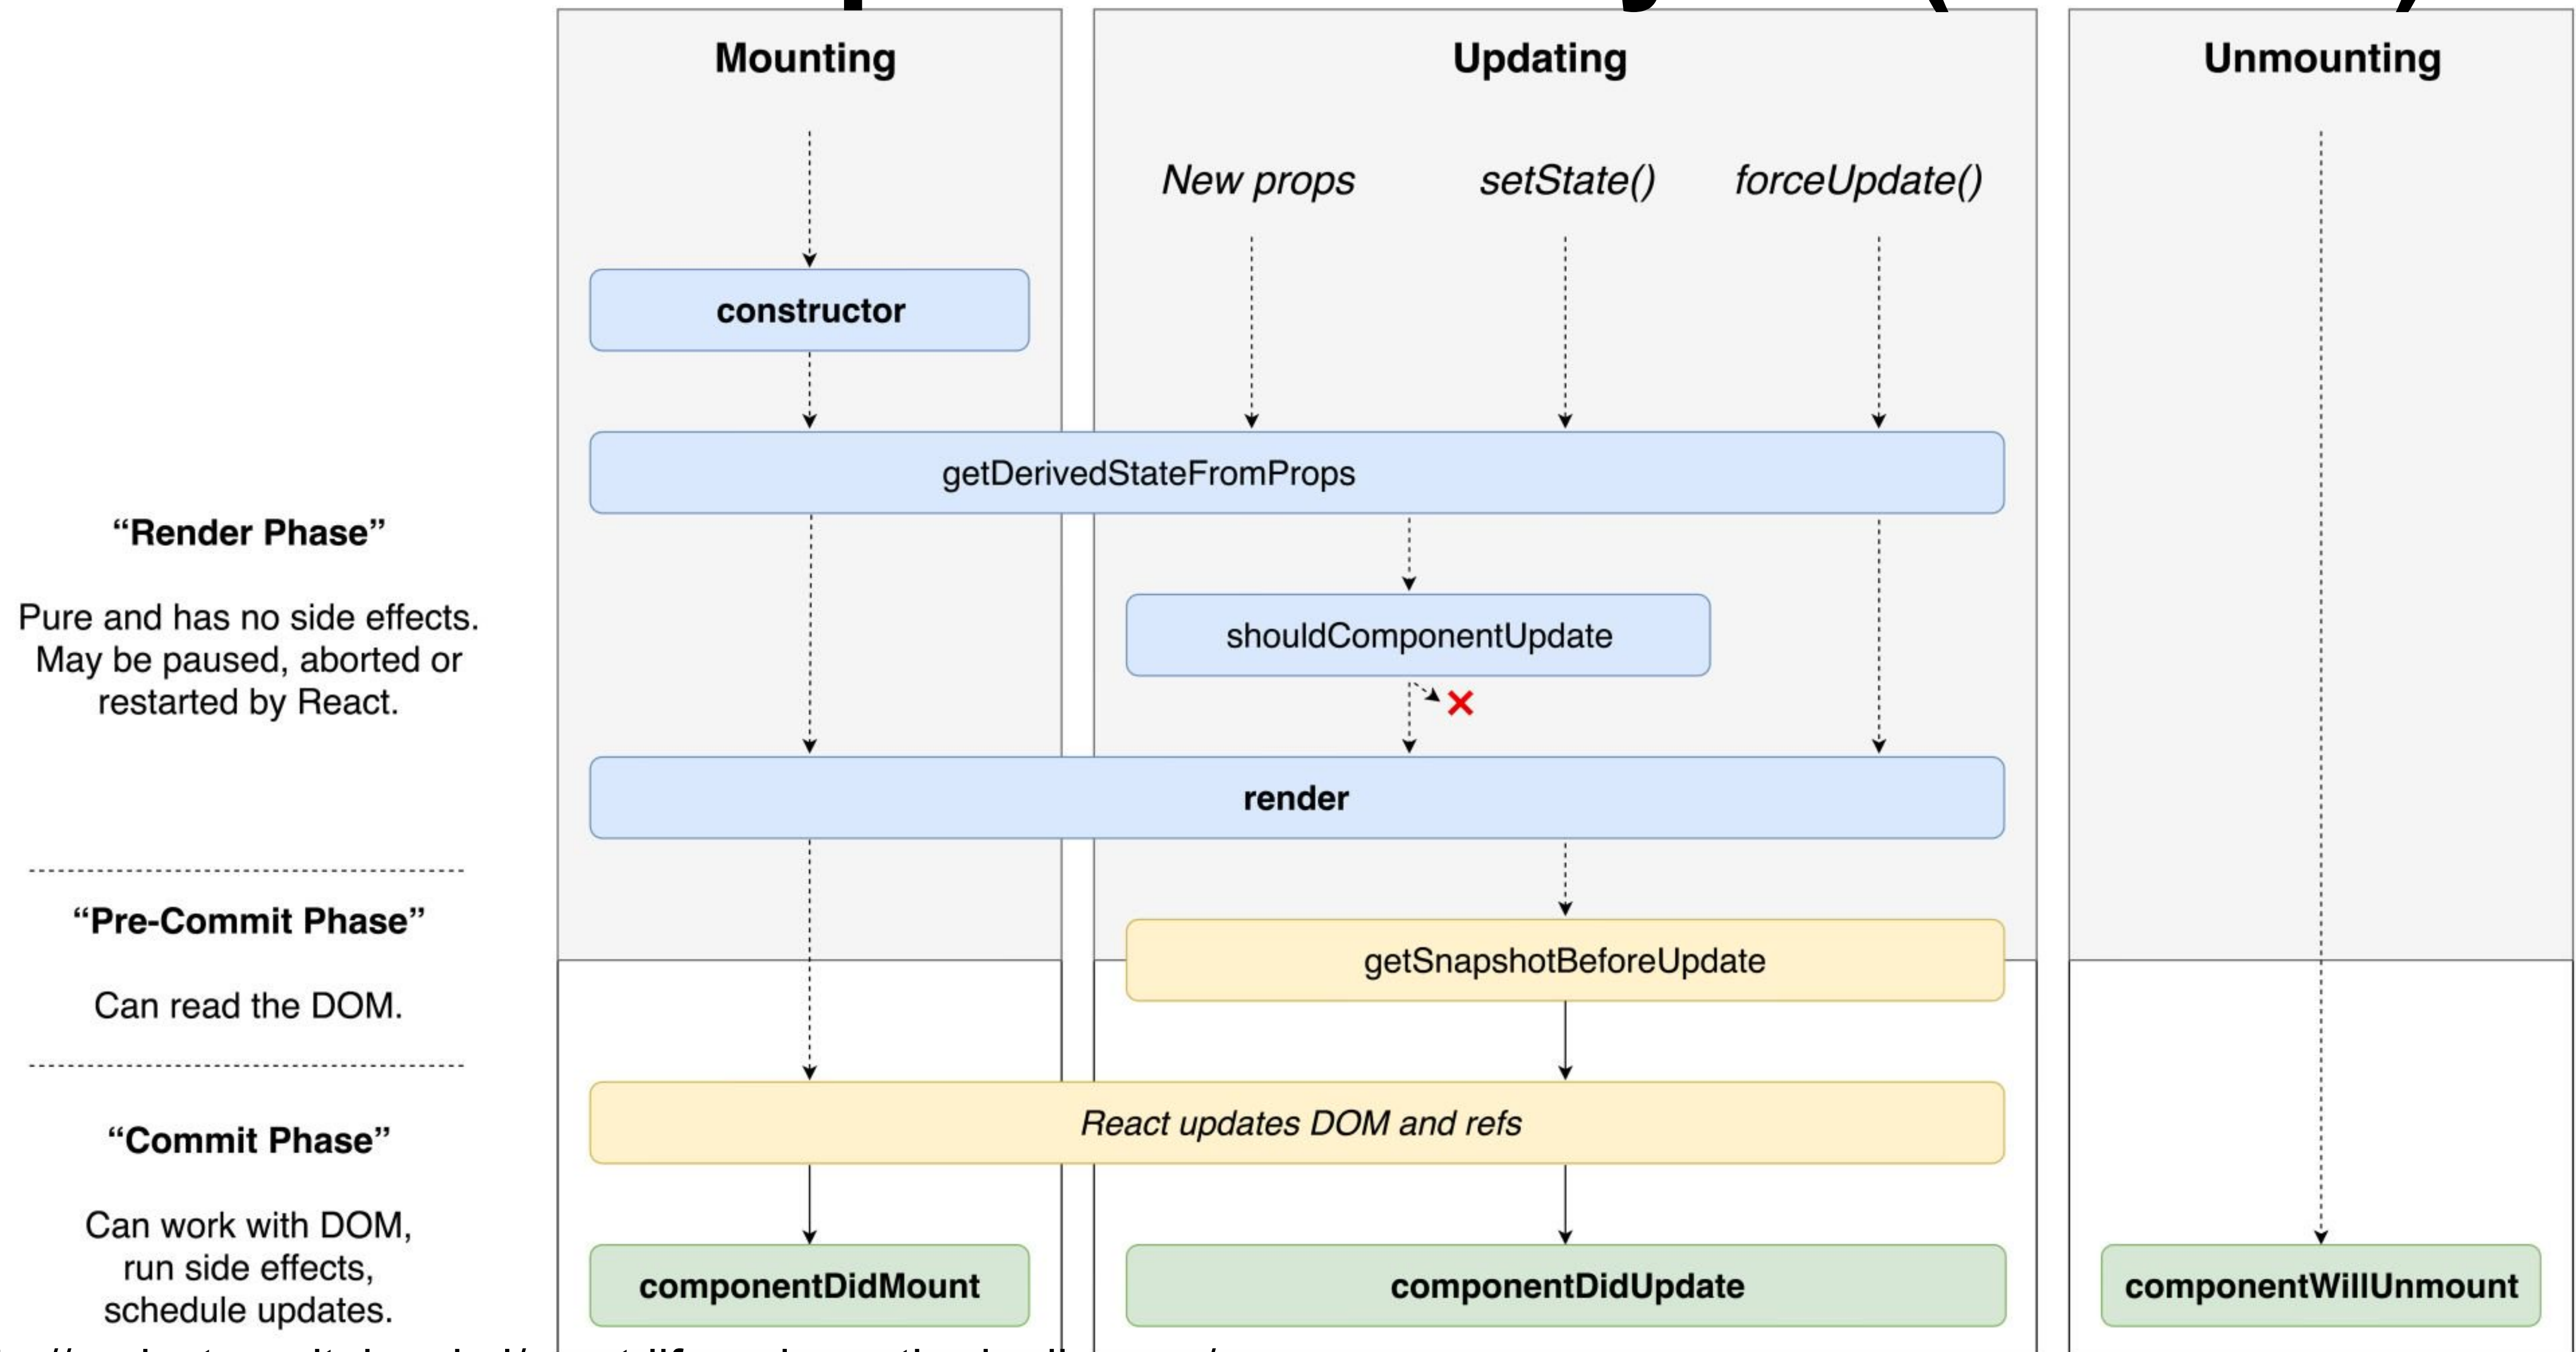 Mounting
Updating
Unmounting
New props
setState()
forceUpdate()
constructor
getDerivedStateFromProps
“Render Phase”
Pure and has no side effects.
May be paused, aborted or
restarted by React.
shouldComponentUpdate
render
“Pre-Commit Phase”
Can read the DOM.
getSnapshotBeforeUpdate
React updates DOM and refs
“Commit Phase”
Can work with DOM,
run side effects,
schedule updates.
componentDidMount
componentDidUpdate
componentWillUnmount